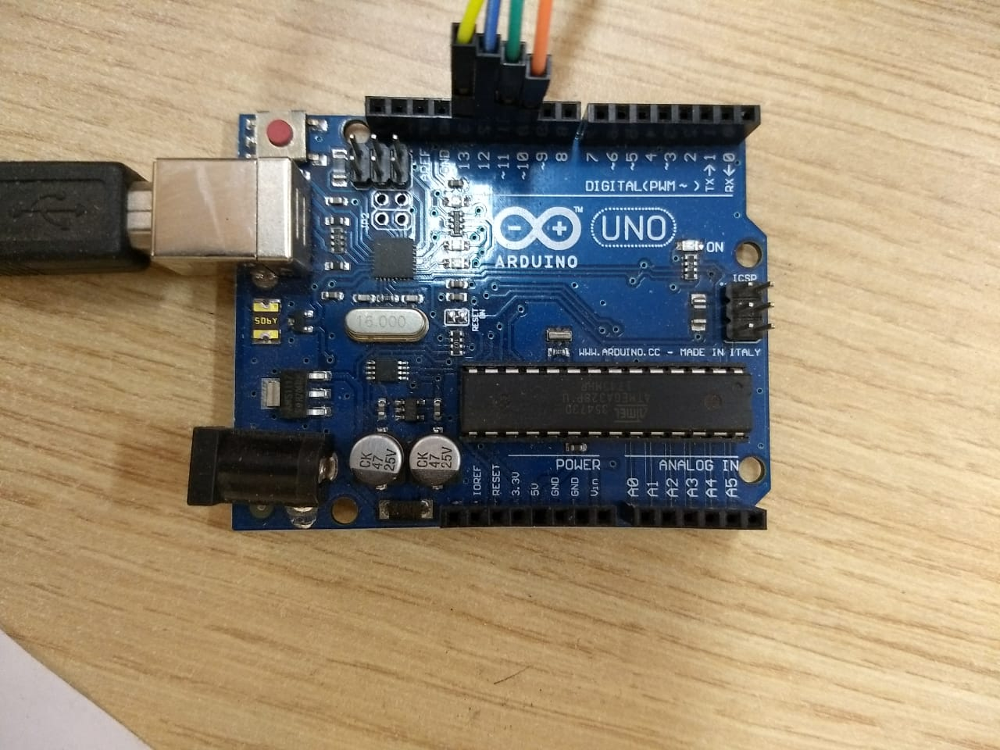 AREF
GND
13
12
~11
~10
~9
8
7
~6
~5
4
~3
2
TX→1
RX←0
DIGITAL(PWM~)
ARDUINO
™
UNO
ON
ICSP
RESET
16.000
WWW.ARDUINO.CC - MADE IN ITALY
ATMEL
ATMEGA328P
CK
47
25V
CK
47
25V
POWER
ANALOG IN
IOREF
RESET
3.3V
5V
GND
GND
Vin
A0
A1
A2
A3
A4
A5